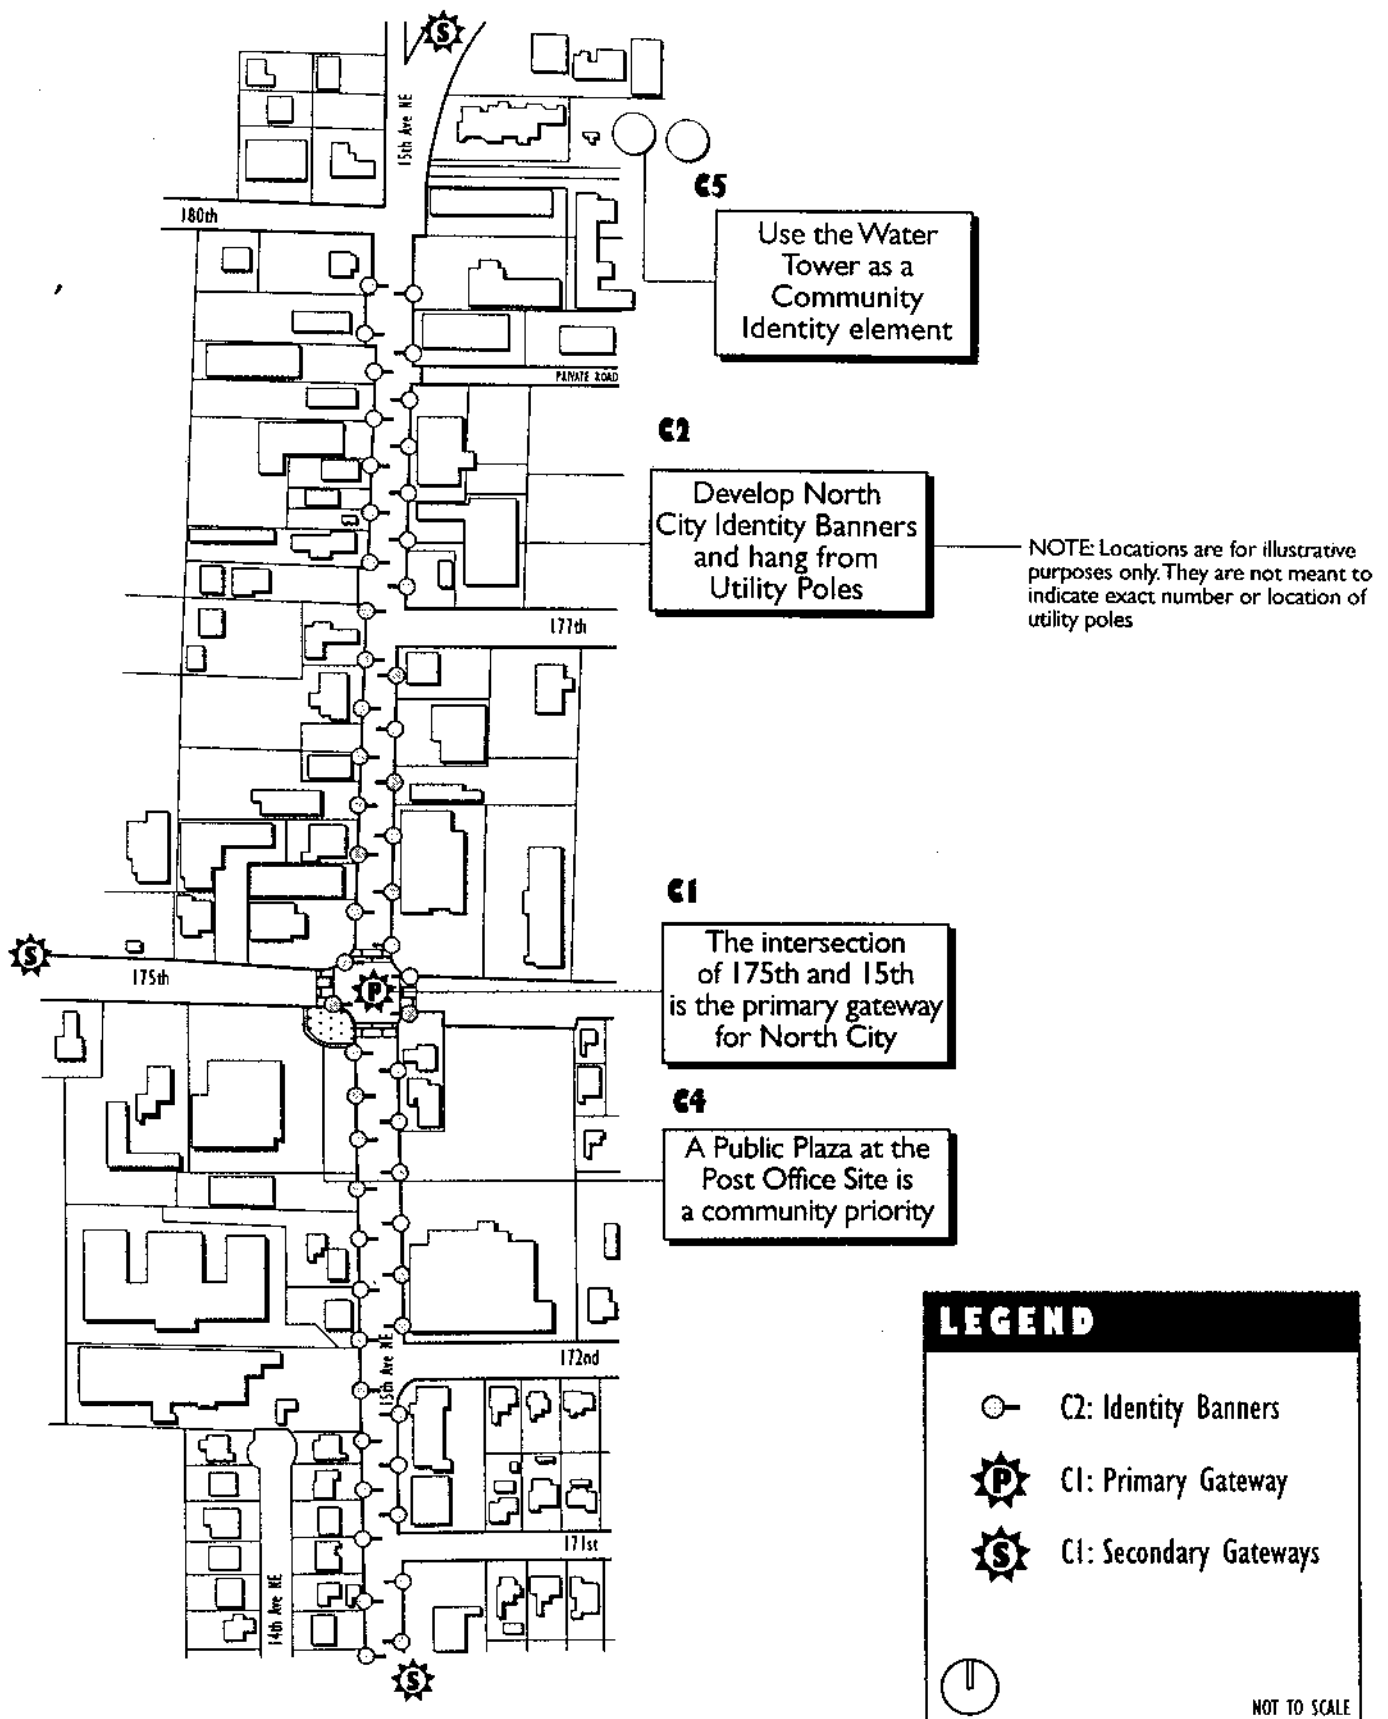 S
15th Ave NE
180th
C5
Use the Water
Tower as a
Community
Identity element
PRIVATE ROAD
C2
Develop North
City Identity Banners
and hang from
Utility Poles
NOTE: Locations are for illustrative
purposes only. They are not meant to
indicate exact number or location of
utility poles
177th
C1
The intersection
of 175th and 15th
is the primary gateway
for North City
S
175th
P
C4
A Public Plaza at the
Post Office Site is
a community priority
15th Ave NE
172nd
171st
14th Ave NE
S
LEGEND
C2: Identity Banners
P C1: Primary Gateway
S C1: Secondary Gateways
NOT TO SCALE